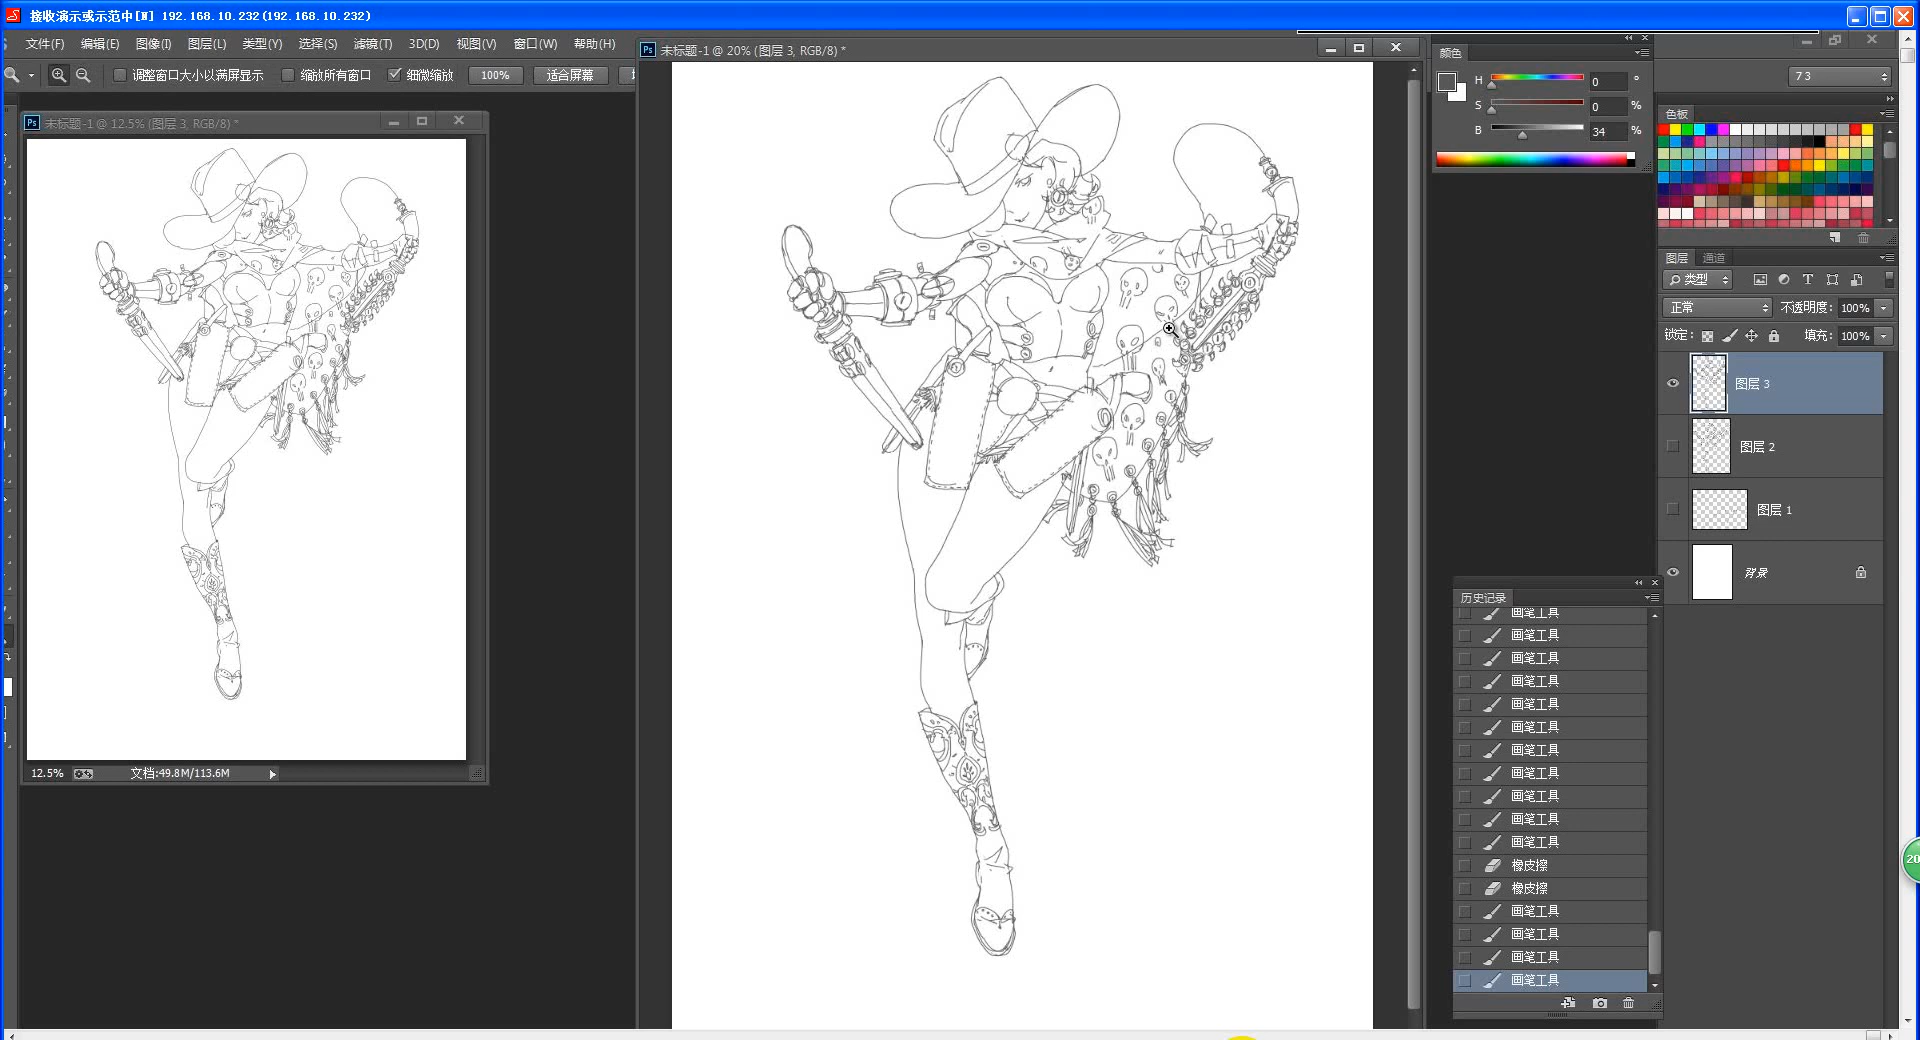 接收演示或示范中[W] 192.168.10.232(192.168.10.232)
文件(F) 编辑(E) 图像(I) 图层(L) 类型(Y) 选择(S) 滤镜(T) 3D(D) 视图(V) 窗口(W) 帮助(H)
调整窗口大小以满屏显示 缩放所有窗口 细微缩放 100% 适合屏幕
未标题-1 @ 12.5% (图层 3, RGB/8) *
12.5% 文档:49.8M/113.6M
未标题-1 @ 20% (图层 3, RGB/8) *
颜色
H 0 °
S 0 %
B 34 %
73
色板
图层 通道
类型
正常 不透明度: 100%
锁定: 填充: 100%
图层 3
图层 2
图层 1
背景
历史记录
画笔工具
画笔工具
画笔工具
画笔工具
画笔工具
画笔工具
画笔工具
画笔工具
画笔工具
画笔工具
画笔工具
橡皮擦
橡皮擦
画笔工具
画笔工具
画笔工具
画笔工具
20